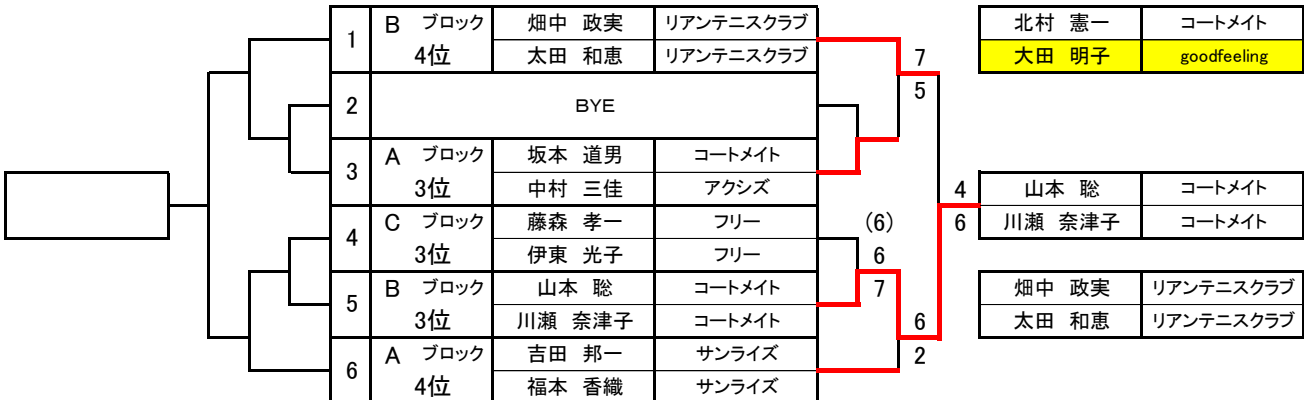 1 B ブロック 4位 畑中 政実 リアンテニスクラブ
太田 和恵 リアンテニスクラブ
2 BYE
3 A ブロック 3位 坂本 道男 コートメイト
中村 三佳 アクシズ
4 C ブロック 3位 藤森 孝一 フリー
伊東 光子 フリー
5 B ブロック 3位 山本 聡 コートメイト
川瀬 奈津子 コートメイト
6 A ブロック 4位 吉田 邦一 サンライズ
福本 香織 サンライズ
7
5
(6)
6
7
6
2
4
6
北村 憲一 コートメイト
大田 明子 goodfeeling
山本 聡 コートメイト
川瀬 奈津子 コートメイト
畑中 政実 リアンテニスクラブ
太田 和恵 リアンテニスクラブ